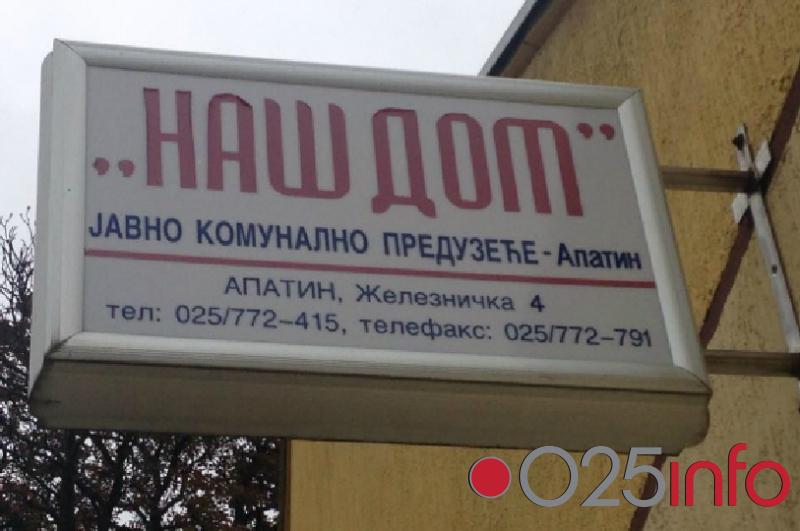 „НАШ ДОМ”
ЈАВНО КОМУНАЛНО ПРЕДУЗЕЋЕ - Апатин
АПАТИН, Железничка 4
тел: 025/772-415, телефакс: 025/772-791
025info